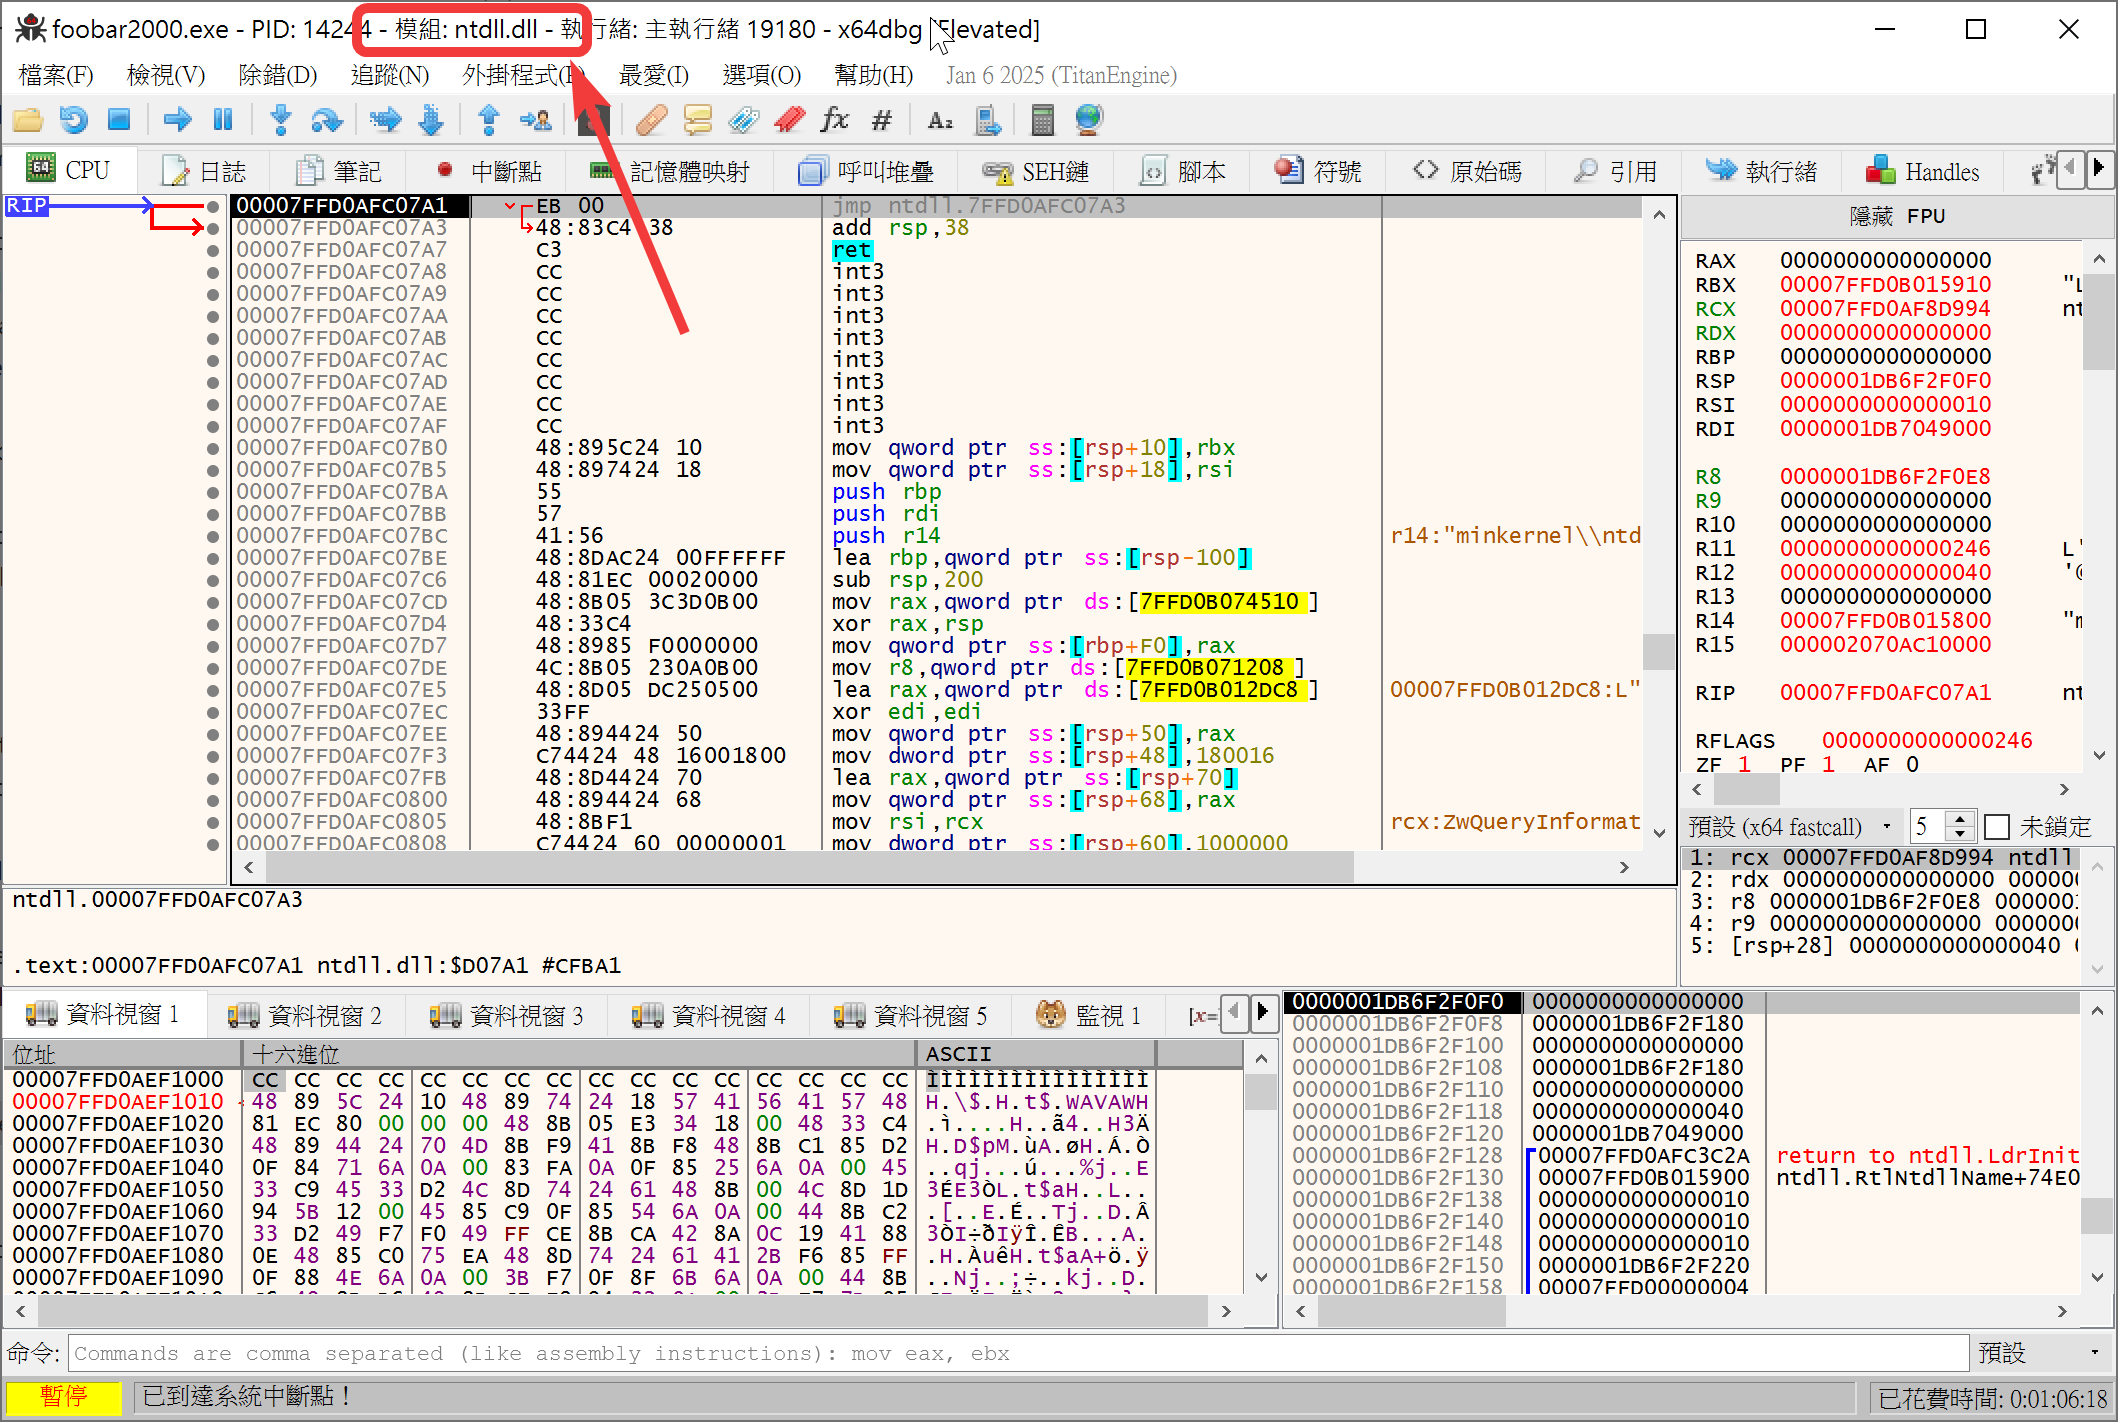 foobar2000.exe - PID: 14244 - 模組: ntdll.dll - 執行緒: 主執行緒 19180 - x64dbg [Elevated]
檔案(F) 檢視(V) 除錯(D) 追蹤(N) 外掛程式(P) 最愛(I) 選項(O) 幫助(H) Jan 6 2025 (TitanEngine)
CPU 日誌 筆記 中斷點 記憶體映射 呼叫堆疊 SEH鏈 腳本 符號 原始碼 引用 執行緒 Handles
RIP
00007FFD0AFC07A1 EB 00 jmp ntdll.7FFD0AFC07A3
00007FFD0AFC07A3 48:83C4 38 add rsp,38
00007FFD0AFC07A7 C3 ret
00007FFD0AFC07A8 CC int3
00007FFD0AFC07A9 CC int3
00007FFD0AFC07AA CC int3
00007FFD0AFC07AB CC int3
00007FFD0AFC07AC CC int3
00007FFD0AFC07AD CC int3
00007FFD0AFC07AE CC int3
00007FFD0AFC07AF CC int3
00007FFD0AFC07B0 48:895C24 10 mov qword ptr ss:[rsp+10],rbx
00007FFD0AFC07B5 48:897424 18 mov qword ptr ss:[rsp+18],rsi
00007FFD0AFC07BA 55 push rbp
00007FFD0AFC07BB 57 push rdi
00007FFD0AFC07BC 41:56 push r14 r14:"minkernel\\ntd
00007FFD0AFC07BE 48:8DAC24 00FFFFFF lea rbp,qword ptr ss:[rsp-100]
00007FFD0AFC07C6 48:81EC 00020000 sub rsp,200
00007FFD0AFC07CD 48:8B05 3C3D0B00 mov rax,qword ptr ds:[7FFD0B074510]
00007FFD0AFC07D4 48:33C4 xor rax,rsp
00007FFD0AFC07D7 48:8985 F0000000 mov qword ptr ss:[rbp+F0],rax
00007FFD0AFC07DE 4C:8B05 230A0B00 mov r8,qword ptr ds:[7FFD0B071208]
00007FFD0AFC07E5 48:8D05 DC250500 lea rax,qword ptr ds:[7FFD0B012DC8] 00007FFD0B012DC8:L"
00007FFD0AFC07EC 33FF xor edi,edi
00007FFD0AFC07EE 48:894424 50 mov qword ptr ss:[rsp+50],rax
00007FFD0AFC07F3 C74424 48 16001800 mov dword ptr ss:[rsp+48],180016
00007FFD0AFC07FB 48:8D4424 70 lea rax,qword ptr ss:[rsp+70]
00007FFD0AFC0800 48:894424 68 mov qword ptr ss:[rsp+68],rax
00007FFD0AFC0805 48:8BF1 mov rsi,rcx rcx:ZwQueryInformat
00007FFD0AFC0808 C74424 60 00000001 mov dword ptr ss:[rsp+60],1000000
隱藏 FPU
RAX 0000000000000000
RBX 00007FFD0B015910 "L
RCX 00007FFD0AF8D994 nt
RDX 0000000000000000
RBP 0000000000000000
RSP 0000001DB6F2F0F0
RSI 0000000000000010
RDI 0000001DB7049000
R8 0000001DB6F2F0E8
R9 0000000000000000
R10 0000000000000000
R11 0000000000000246 L'
R12 0000000000000040 '@
R13 0000000000000000
R14 00007FFD0B015800 "m
R15 000002070AC10000
RIP 00007FFD0AFC07A1 nt
RFLAGS 0000000000000246
ZF 1 PF 1 AF 0
預設 (x64 fastcall) 5 未鎖定
1: rcx 00007FFD0AF8D994 ntdll
2: rdx 0000000000000000 000000
3: r8 0000001DB6F2F0E8 0000001
4: r9 0000000000000000 0000000
5: [rsp+28] 0000000000000040 0
ntdll.00007FFD0AFC07A3
.text:00007FFD0AFC07A1 ntdll.dll:$D07A1 #CFBA1
資料視窗 1 資料視窗 2 資料視窗 3 資料視窗 4 資料視窗 5 監視 1 [x=
位址 十六進位 ASCII
00007FFD0AEF1000 CC CC CC CC CC CC CC CC CC CC CC CC CC CC CC CC ÌÌÌÌÌÌÌÌÌÌÌÌÌÌÌÌ
00007FFD0AEF1010 48 89 5C 24 10 48 89 74 24 18 57 41 56 41 57 48 H.\$.H.t$.WAVAWH
00007FFD0AEF1020 81 EC 80 00 00 00 48 8B 05 E3 34 18 00 48 33 C4 .ì....H..ã4..H3Ä
00007FFD0AEF1030 48 89 44 24 70 4D 8B F9 41 8B F8 48 8B C1 85 D2 H.D$pM.ùA.øH.Á.Ò
00007FFD0AEF1040 0F 84 71 6A 0A 00 83 FA 0A 0F 85 25 6A 0A 00 45 ..qj...ú...%j..E
00007FFD0AEF1050 33 C9 45 33 D2 4C 8D 74 24 61 48 8B 00 4C 8D 1D 3ÉE3ÒL.t$aH..L..
00007FFD0AEF1060 94 5B 12 00 45 85 C9 0F 85 54 6A 0A 00 44 8B C2 .[..E.É..Tj..D.Â
00007FFD0AEF1070 33 D2 49 F7 F0 49 FF CE 8B CA 42 8A 0C 19 41 88 3ÒI÷ðIÿÎ.ÊB...A.
00007FFD0AEF1080 0E 48 85 C0 75 EA 48 8D 74 24 61 41 2B F6 85 FF .H.ÀuêH.t$aA+ö.ÿ
00007FFD0AEF1090 0F 88 4E 6A 0A 00 3B F7 0F 8F 6B 6A 0A 00 44 8B ..Nj..;÷..kj..D.
0000001DB6F2F0F0 0000000000000000
0000001DB6F2F0F8 0000001DB6F2F180
0000001DB6F2F100 0000000000000000
0000001DB6F2F108 0000001DB6F2F180
0000001DB6F2F110 0000000000000000
0000001DB6F2F118 0000000000000040
0000001DB6F2F120 0000001DB7049000
0000001DB6F2F128 00007FFD0AFC3C2A return to ntdll.LdrInit
0000001DB6F2F130 00007FFD0B015900 ntdll.RtlNtdllName+74E0
0000001DB6F2F138 0000000000000010
0000001DB6F2F140 0000000000000010
0000001DB6F2F148 0000000000000010
0000001DB6F2F150 0000001DB6F2F220
0000001DB6F2F158 00007FFD00000004
命令: Commands are comma separated (like assembly instructions): mov eax, ebx 預設
暫停 已到達系統中斷點！ 已花費時間: 0:01:06:18